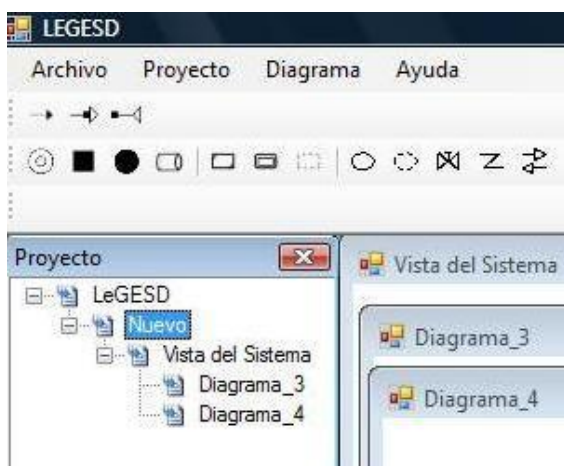 LEGESD
Archivo Proyecto Diagrama Ayuda
Proyecto
LeGESD
Nuevo
Vista del Sistema
Diagrama_3
Diagrama_4
Vista del Sistema
Diagrama_3
Diagrama_4